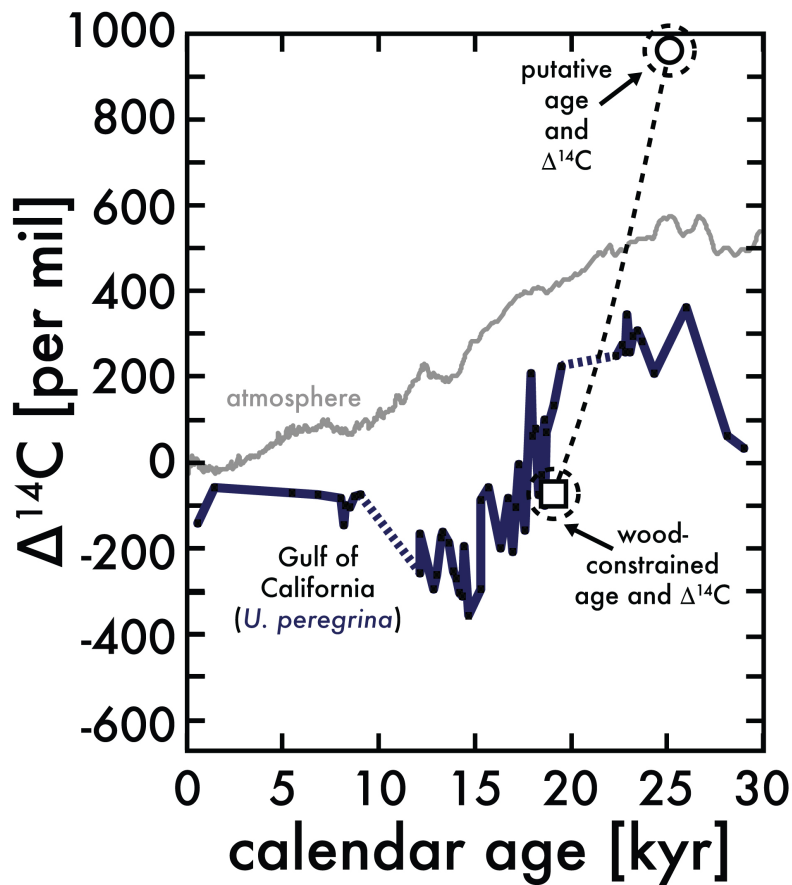 1000
800
600
400
200
0
-200
-400
-600
Δ¹⁴C [per mil]
putative
age
and
Δ¹⁴C
atmosphere
Gulf of
California
(U. peregrina)
wood-
constrained
age and Δ¹⁴C
0 5 10 15 20 25 30
calendar age [kyr]